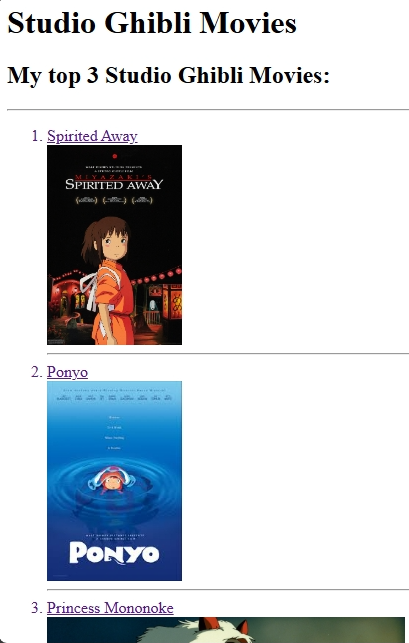 Studio Ghibli Movies
My top 3 Studio Ghibli Movies:
1. Spirited Away
MIYAZAKI'S
SPIRITED AWAY
2. Ponyo
PONYO
3. Princess Mononoke